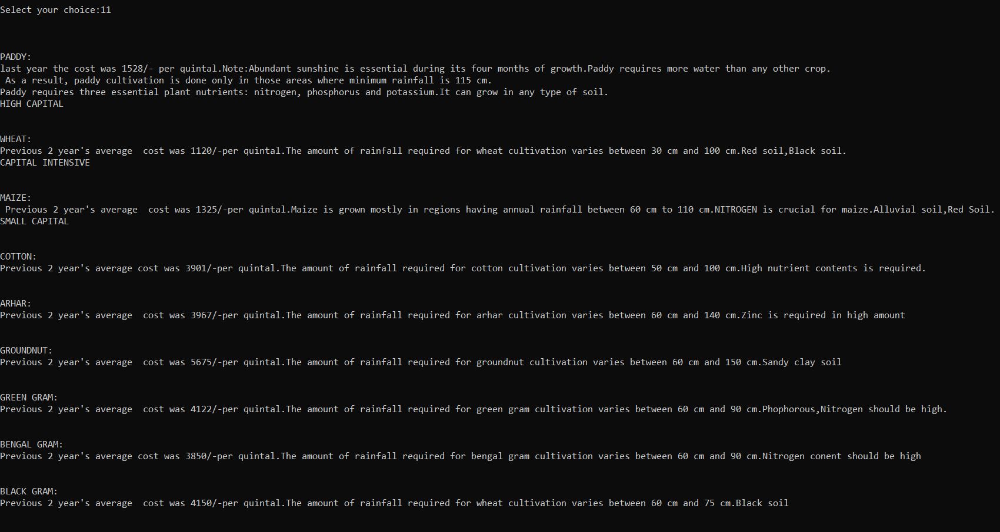 Select your choice:11
PADDY:
last year the cost was 1528/- per quintal.Note:Abundant sunshine is essential during its four months of growth.Paddy requires more water than any other crop.
 As a result, paddy cultivation is done only in those areas where minimum rainfall is 115 cm.
Paddy requires three essential plant nutrients: nitrogen, phosphorus and potassium.It can grow in any type of soil.
HIGH CAPITAL
WHEAT:
Previous 2 year's average  cost was 1120/-per quintal.The amount of rainfall required for wheat cultivation varies between 30 cm and 100 cm.Red soil,Black soil.
CAPITAL INTENSIVE
MAIZE:
 Previous 2 year's average  cost was 1325/-per quintal.Maize is grown mostly in regions having annual rainfall between 60 cm to 110 cm.NITROGEN is crucial for maize.Alluvial soil,Red Soil.
SMALL CAPITAL
COTTON:
Previous 2 year's average cost was 3901/-per quintal.The amount of rainfall required for cotton cultivation varies between 50 cm and 100 cm.High nutrient contents is required.
ARHAR:
Previous 2 year's average  cost was 3967/-per quintal.The amount of rainfall required for arhar cultivation varies between 60 cm and 140 cm.Zinc is required in high amount
GROUNDNUT:
Previous 2 year's average  cost was 5675/-per quintal.The amount of rainfall required for groundnut cultivation varies between 60 cm and 150 cm.Sandy clay soil
GREEN GRAM:
Previous 2 year's average  cost was 4122/-per quintal.The amount of rainfall required for green gram cultivation varies between 60 cm and 90 cm.Phophorous,Nitrogen should be high.
BENGAL GRAM:
Previous 2 year's average cost was 3850/-per quintal.The amount of rainfall required for bengal gram cultivation varies between 60 cm and 90 cm.Nitrogen conent should be high
BLACK GRAM:
Previous 2 year's average  cost was 4150/-per quintal.The amount of rainfall required for wheat cultivation varies between 60 cm and 75 cm.Black soil